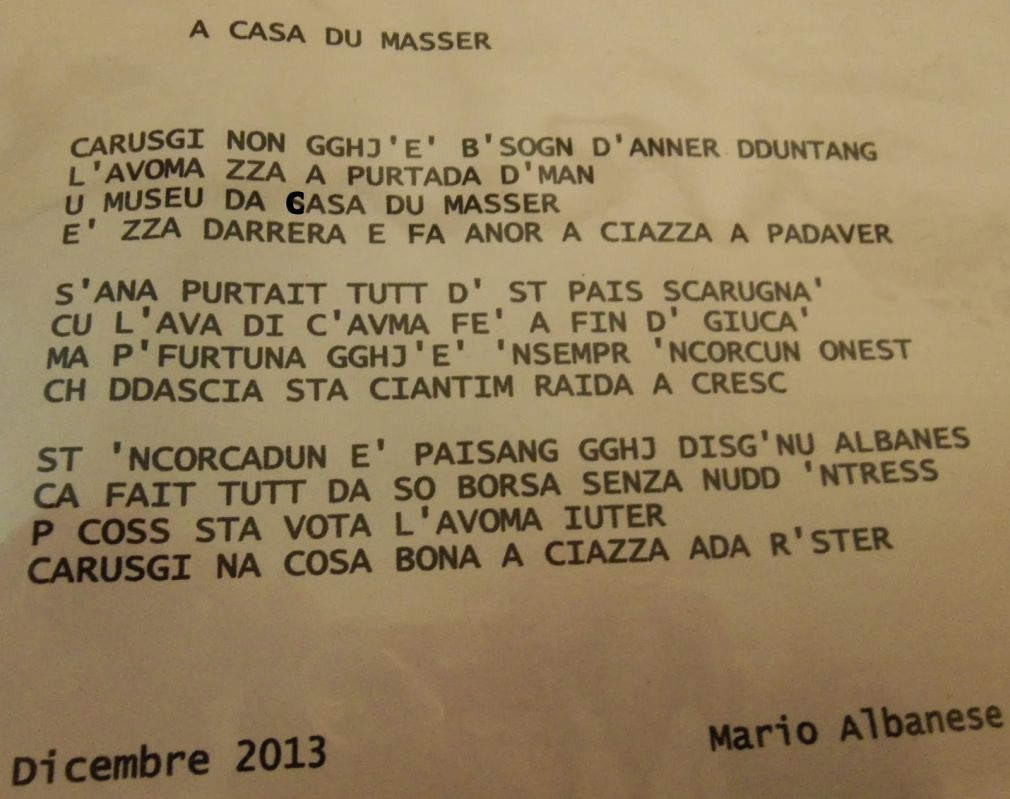 A CASA DU MASSER
CARUSGI NON GGHJ'E' B'SOGN D'ANNER DDUNTANG
L'AVOMA ZZA A PURTADA D'MAN
U MUSEU DA CASA DU MASSER
E' ZZA DARRERA E FA ANOR A CIAZZA A PADAVER
S'ANA PURTAIT TUTT D' ST PAIS SCARUGNA'
CU L'AVA DI C'AVMA FE' A FIN D' GIUCA'
MA P'FURTUNA GGHJ'E' 'NSEMPR 'NCORCUN ONEST
CH DDASCIA STA CIANTIM RAIDA A CRESC
ST 'NCORCADUN E' PAISANG GGHJ DISG'NU ALBANES
CA FAIT TUTT DA SO BORSA SENZA NUDD 'NTRESS
P COSS STA VOTA L'AVOMA IUTER
CARUSGI NA COSA BONA A CIAZZA ADA R'STER
Dicembre 2013
Mario Albanese